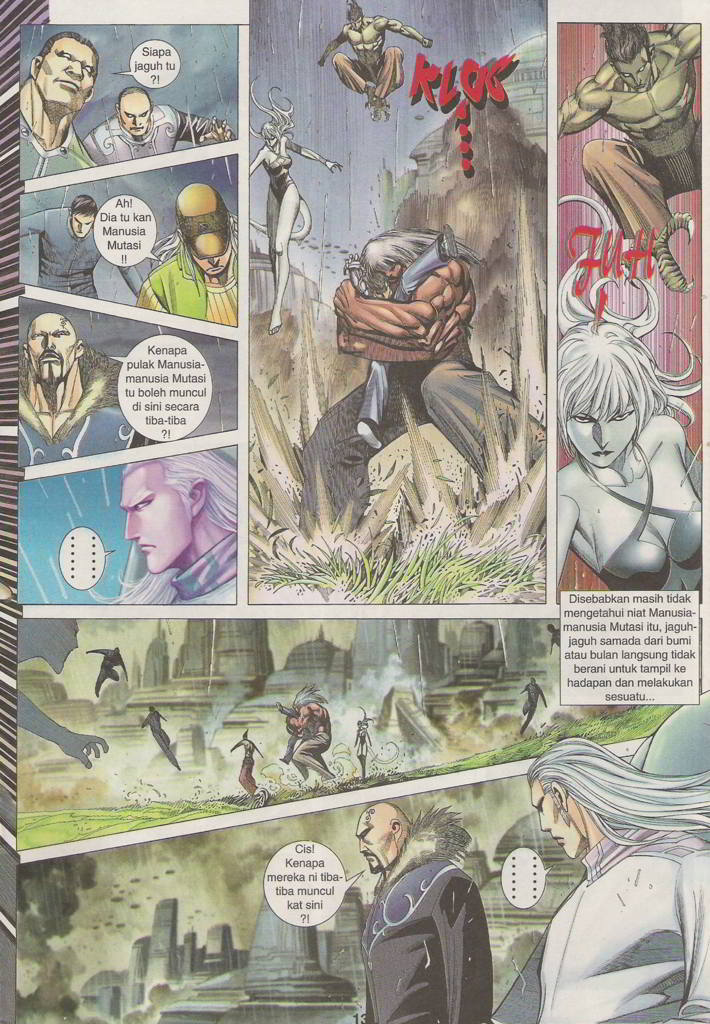 Siapa
jaguh tu
?!
Ah!
Dia tu kan
Manusia
Mutasi
!!
Kenapa
pulak Manusia-
manusia Mutasi
tu boleh muncul
di sini secara
tiba-tiba
?!
KLOG
FUH
!
Disebabkan masih tidak
mengetahui niat Manusia-
manusia Mutasi itu, jaguh-
jaguh samada dari bumi
atau bulan langsung tidak
berani untuk tampil ke
hadapan dan melakukan
sesuatu...
Cis!
Kenapa
mereka ni tiba-
tiba muncul
kat sini
?!
13